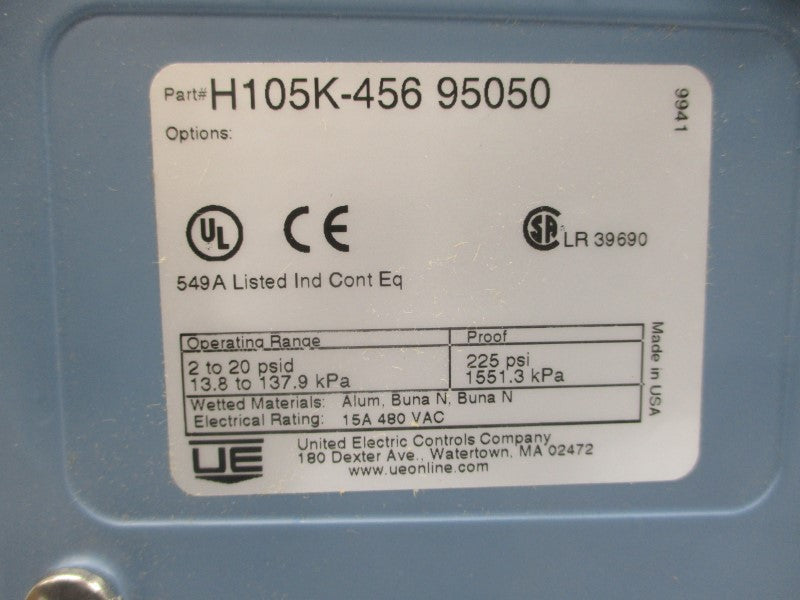 Part# H105K-456 95050
9941
Options:
UL
CE
SA
LR 39690
549A Listed Ind Cont Eq
Operating Range
Proof
2 to 20 psid
225 psi
13.8 to 137.9 kPa
1551.3 kPa
Wetted Materials: Alum, Buna N, Buna N
Electrical Rating: 15A 480 VAC
Made in USA
UE
United Electric Controls Company
180 Dexter Ave., Watertown, MA 02472
www.ueonline.com